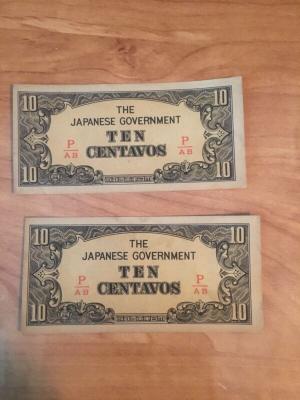 10 10
THE
JAPANESE GOVERNMENT
P/AB TEN P/AB
CENTAVOS
10 10
10 10
THE
JAPANESE GOVERNMENT
P/AB TEN P/AB
CENTAVOS
10 10